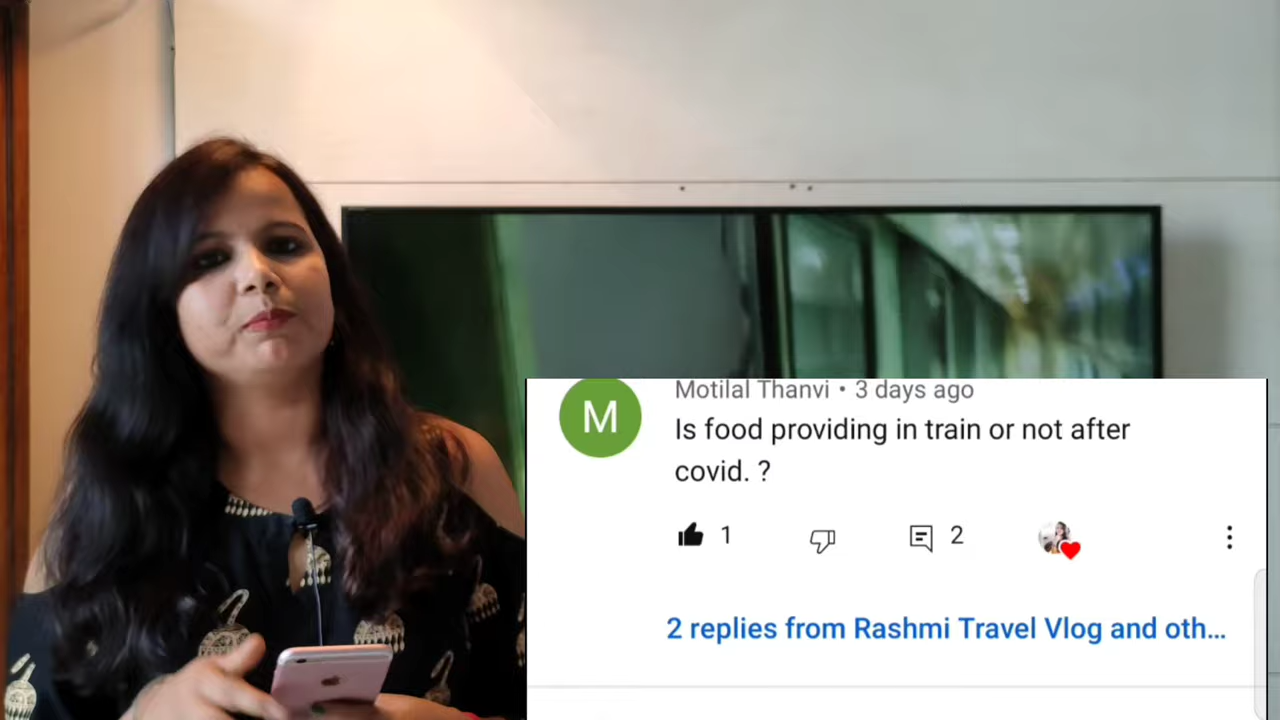 Motilal Thanvi • 3 days ago
M
Is food providing in train or not after
covid. ?
1
2
2 replies from Rashmi Travel Vlog and oth...